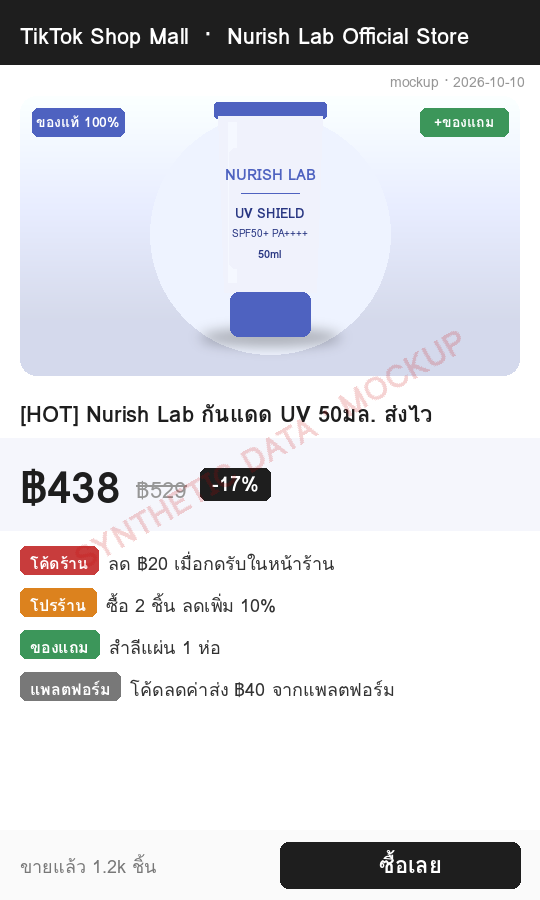 TikTok Shop Mall · Nurish Lab Official Store
mockup · 2026-10-10
ของแท้ 100%
+ของแถม
NURISH LAB
UV SHIELD
SPF50+ PA++++
50ml
SYNTHETIC DATA · MOCKUP
[HOT] Nurish Lab กันแดด UV 50มล. ส่งไว
฿438 ฿529 -17%
โค้ดร้าน ลด ฿20 เมื่อกดรับในหน้าร้าน
โปรร้าน ซื้อ 2 ชิ้น ลดเพิ่ม 10%
ของแถม สำลีแผ่น 1 ห่อ
แพลตฟอร์ม โค้ดลดค่าส่ง ฿40 จากแพลตฟอร์ม
ขายแล้ว 1.2k ชิ้น
ซื้อเลย